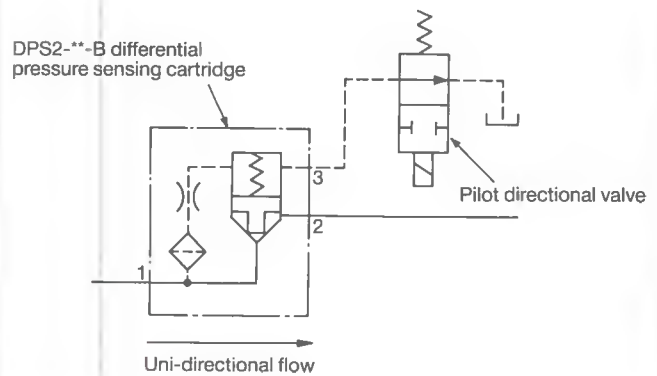 DPS2-**-B differential
pressure sensing cartridge
3
Pilot directional valve
2
1
Uni-directional flow